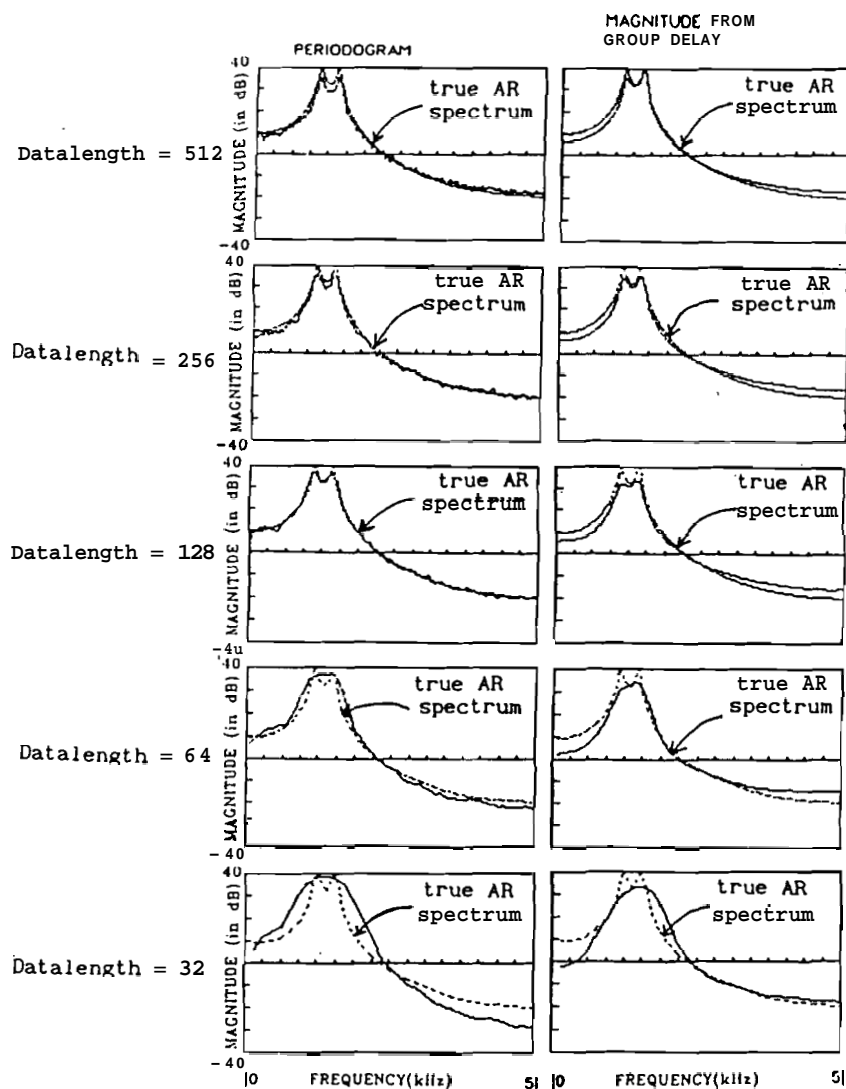 PERIODOGRAM
MAGNITUDE FROM
GROUP DELAY
Datalength = 512
MAGNITUDE (in dB)
40
-40
true AR
spectrum
true AR
spectrum
Datalength = 256
MAGNITUDE (in dB)
40
-40
true AR
spectrum
true AR
spectrum
Datalength = 128
MAGNITUDE (in dB)
40
-4u
true AR
spectrum
true AR
spectrum
Datalength = 64
MAGNITUDE (in dB)
40
-40
true AR
spectrum
true AR
spectrum
Datalength = 32
MAGNITUDE (in dB)
40
-40
true AR
spectrum
true AR
spectrum
0 FREQUENCY(kHz) 5
0 FREQUENCY(kHz) 5